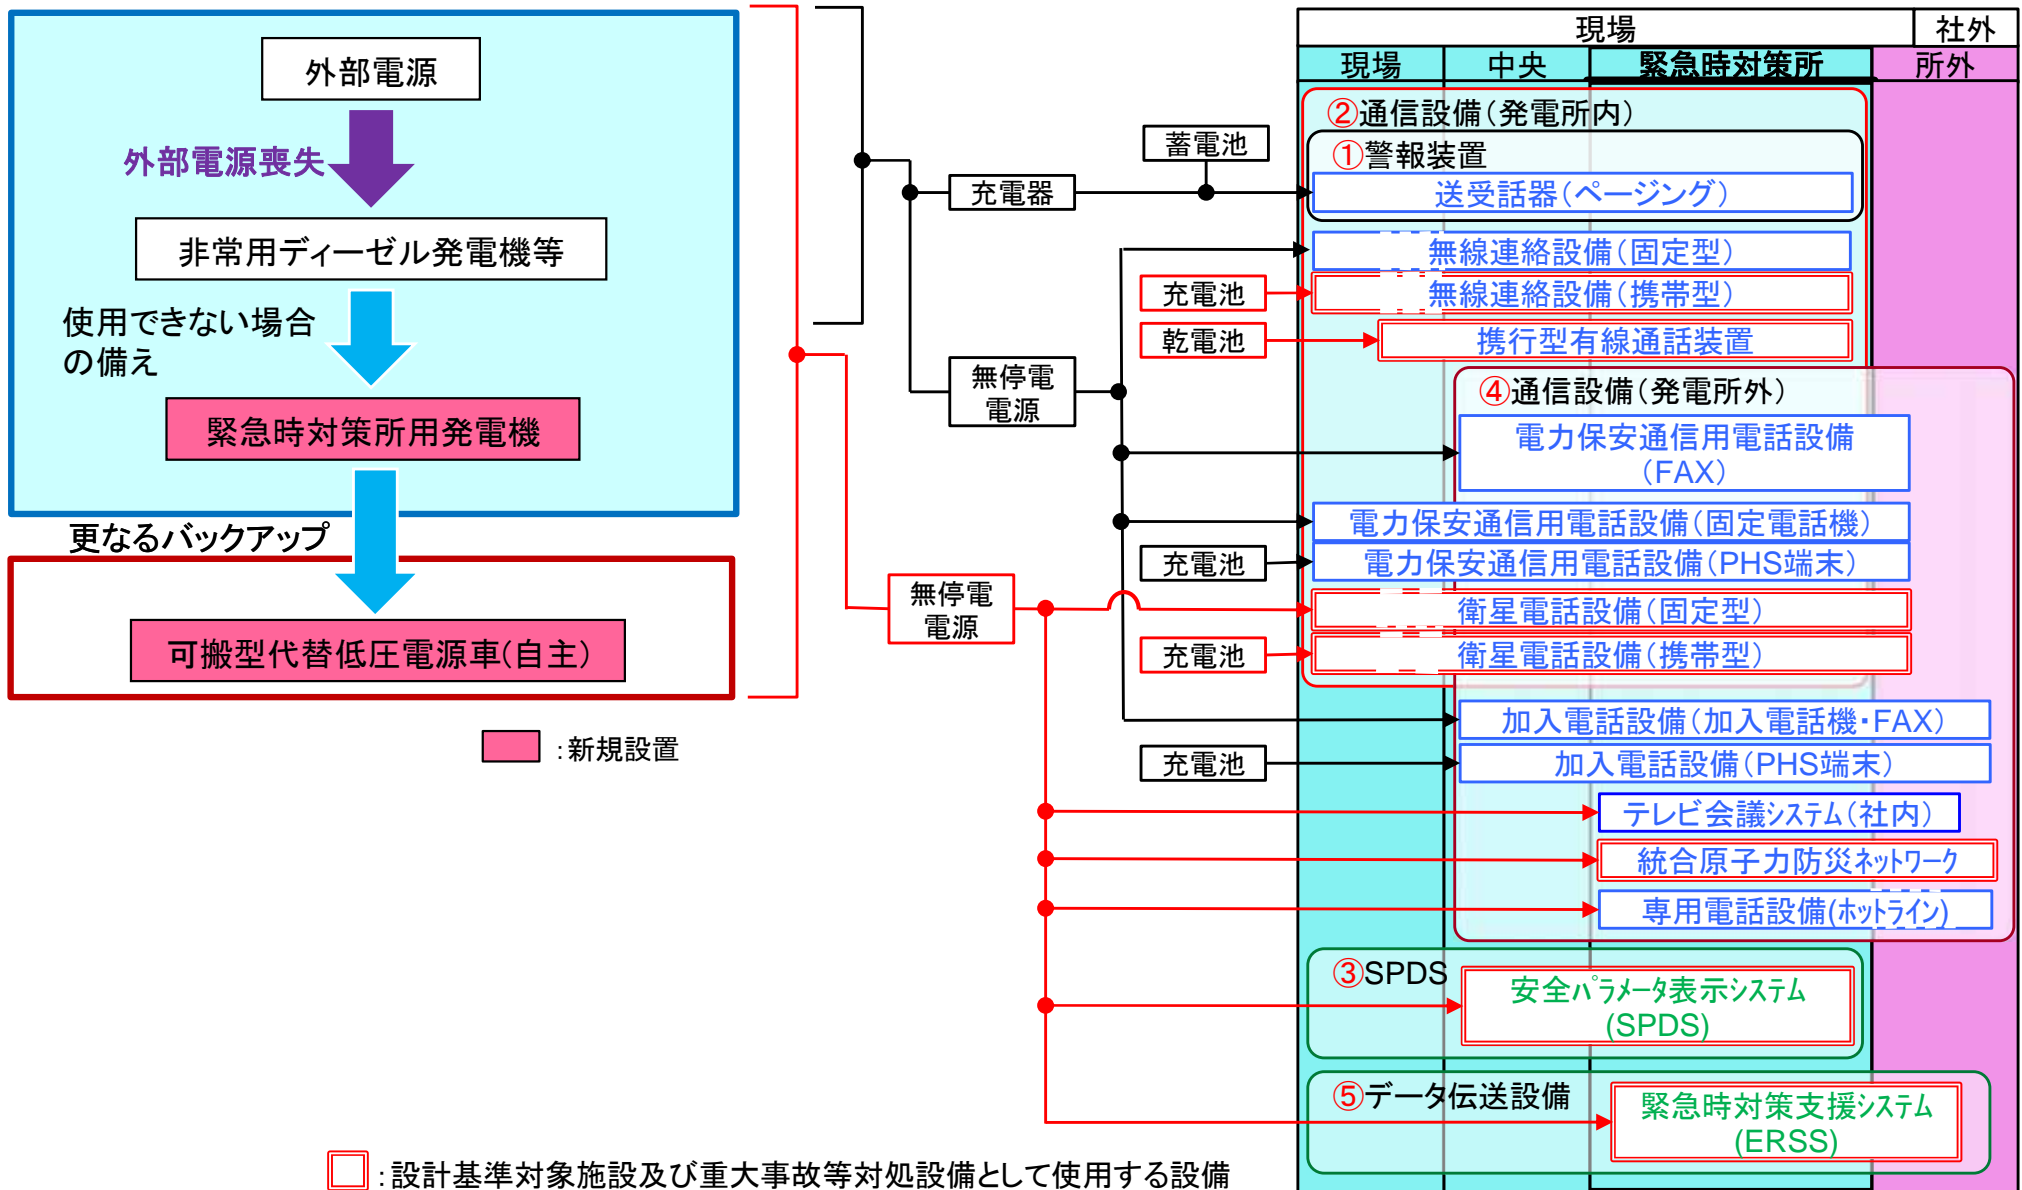 外部電源
外部電源喪失
非常用ディーゼル発電機等
使用できない場合
の備え
緊急時対策所用発電機
更なるバックアップ
可搬型代替低圧電源車(自主)
:新規設置
充電器
蓄電池
無停電
電源
充電池
乾電池
充電池
無停電
電源
充電池
充電池
現場
社外
現場
中央
緊急時対策所
所外
②通信設備(発電所内)
①警報装置
送受話器(ページング)
無線連絡設備(固定型)
無線連絡設備(携帯型)
携行型有線通話装置
④通信設備(発電所外)
電力保安通信用電話設備
(FAX)
電力保安通信用電話設備(固定電話機)
電力保安通信用電話設備(PHS端末)
衛星電話設備(固定型)
衛星電話設備(携帯型)
加入電話設備(加入電話機・FAX)
加入電話設備(PHS端末)
テレビ会議システム(社内)
統合原子力防災ネットワーク
専用電話設備(ホットライン)
③SPDS
安全パラメータ表示システム
(SPDS)
⑤データ伝送設備
緊急時対策支援システム
(ERSS)
:設計基準対象施設及び重大事故等対処設備として使用する設備